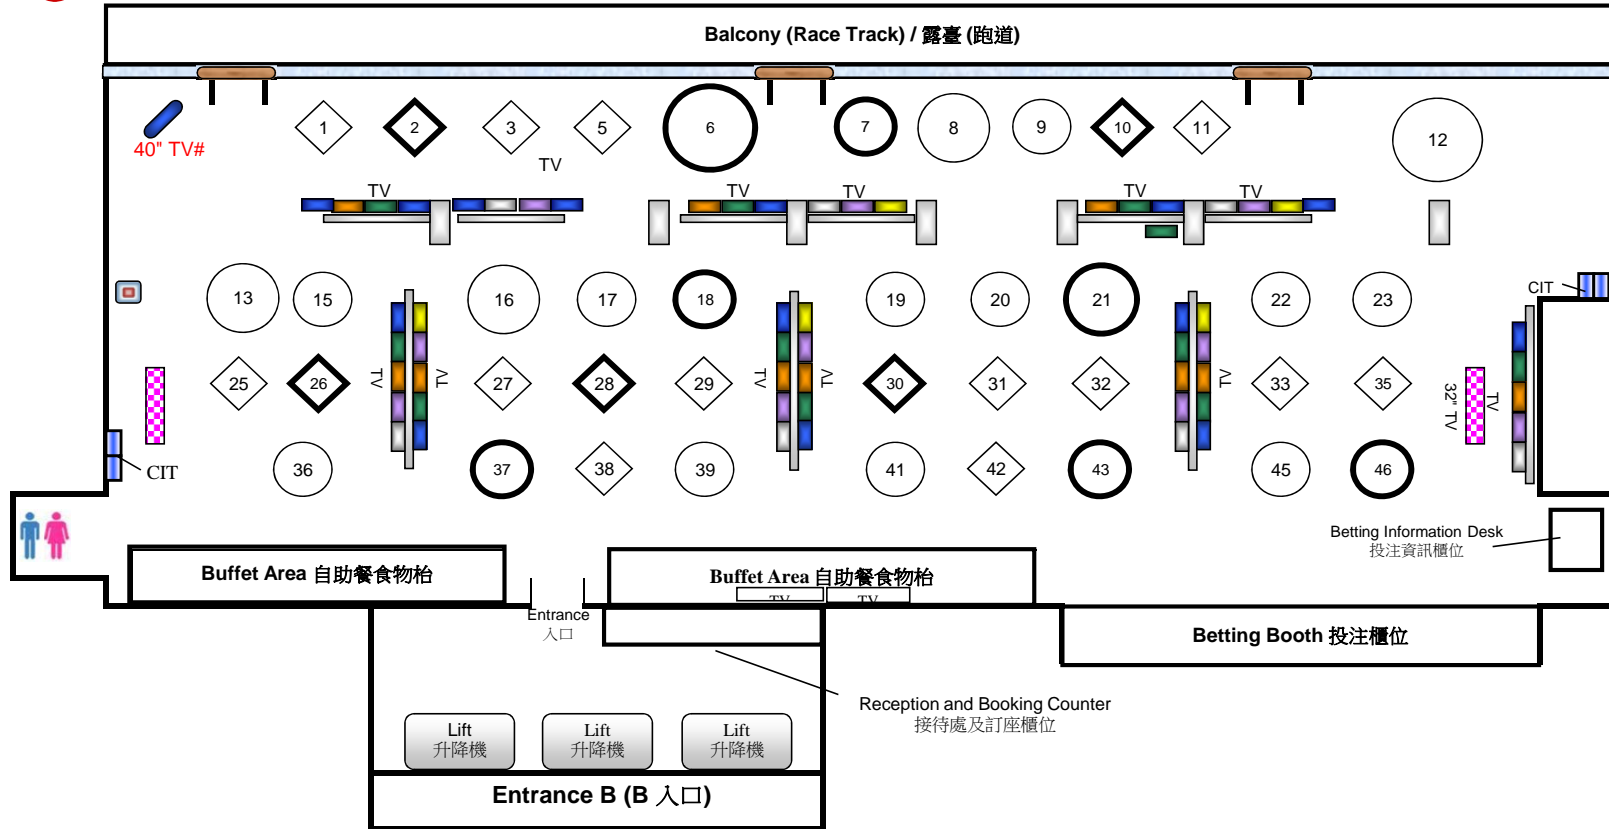 Balcony (Race Track) / 露臺 (跑道)
40" TV#
1
2
3
5
6
7
8
9
10
11
12
TV
TV
TV
TV
TV
TV
13
15
16
17
18
19
20
21
22
23
CIT
25
26
TV
TV
27
28
29
TV
TV
30
31
32
TV
33
35
32" TV
TV
36
37
38
39
41
42
43
45
46
CIT
Betting Information Desk
投注資訊櫃位
Buffet Area 自助餐食物枱
Buffet Area 自助餐食物枱
TV
TV
Entrance
入口
Betting Booth 投注櫃位
Reception and Booking Counter
接待處及訂座櫃位
Lift
升降機
Lift
升降機
Lift
升降機
Entrance B (B 入口)